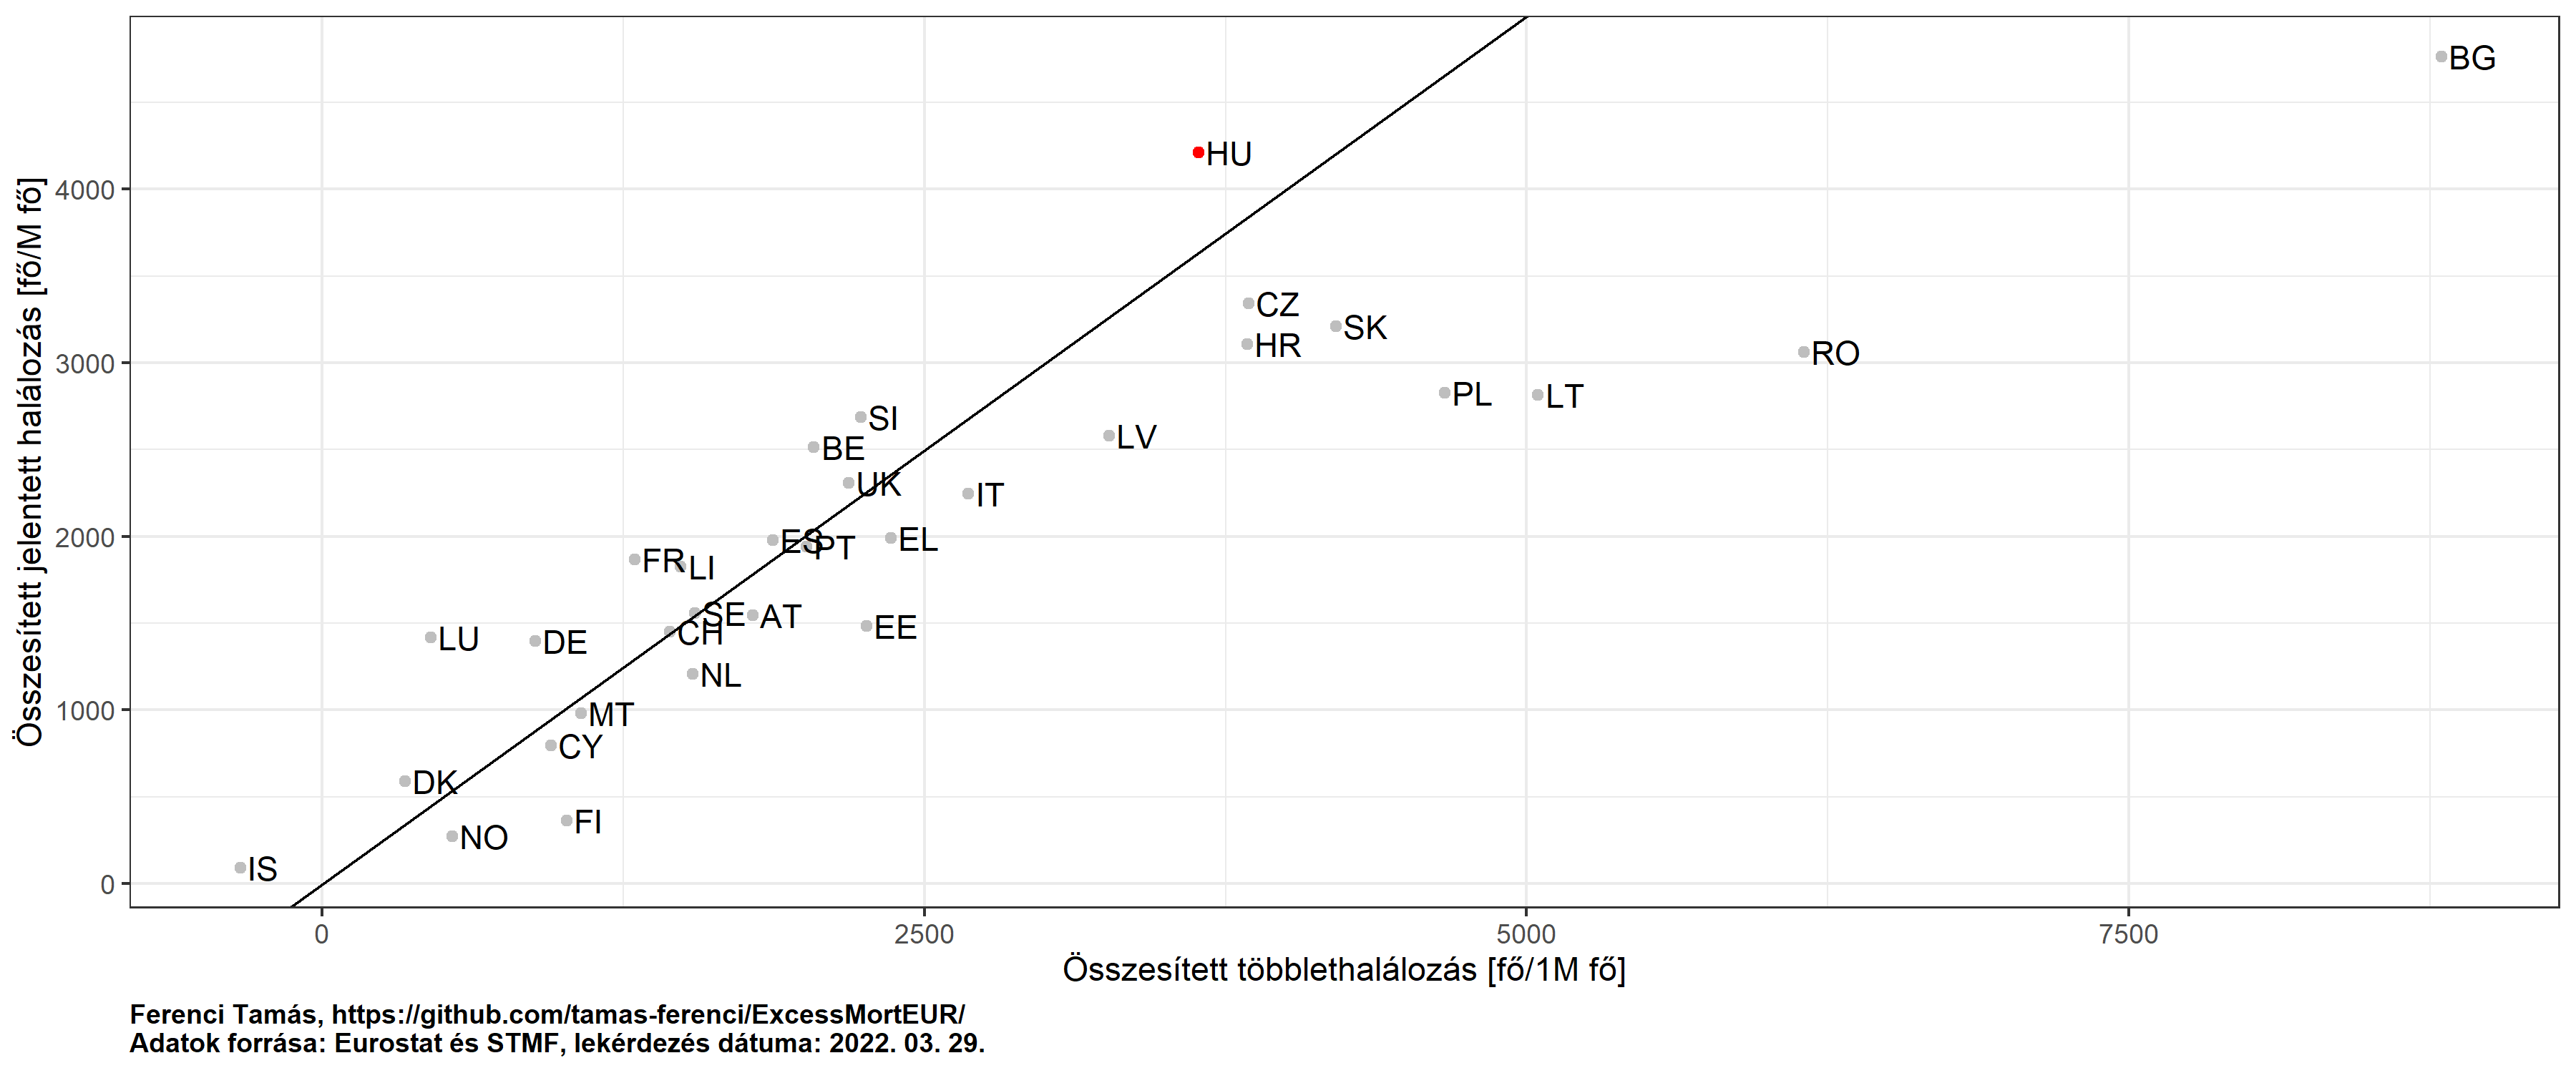 Összesített jelentett halálozás [fő/M fő]
4000
3000
2000
1000
0
BG
HU
CZ
SK
HR
RO
PL
LT
SI
LV
BE
UK
IT
ES
PT
EL
FR
LI
SE
AT
EE
CH
LU
DE
NL
MT
CY
DK
FI
NO
IS
0
2500
5000
7500
Összesített többlethalálozás [fő/1M fő]
Ferenci Tamás, https://github.com/tamas-ferenci/ExcessMortEUR/
Adatok forrása: Eurostat és STMF, lekérdezés dátuma: 2022. 03. 29.